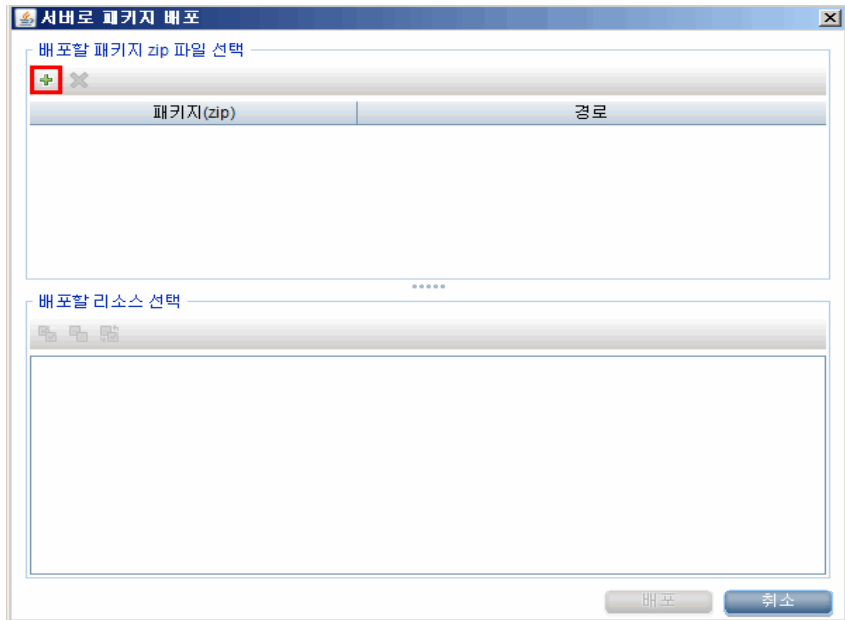 서버로 패키지 배포
배포할 패키지 zip 파일 선택
패키지(zip) 경로
배포할 리소스 선택
배포 취소